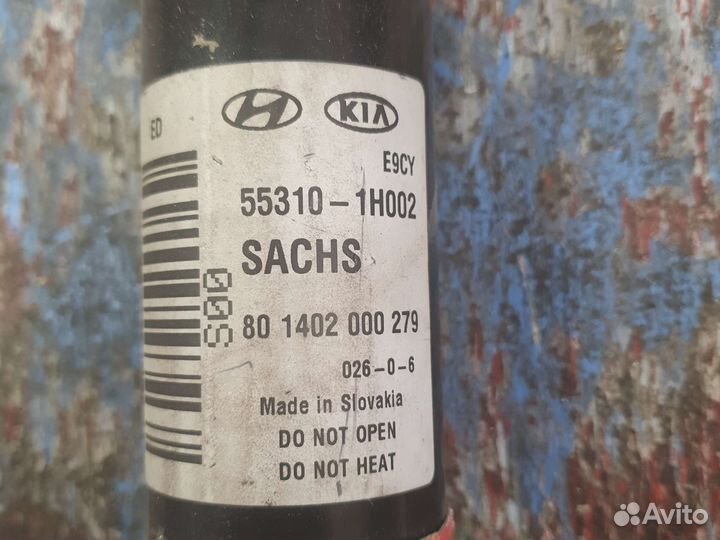 ED
KIA
E9CY
55310-1H002
SACHS
S00
80 1402 000 279
026-0-6
Made in Slovakia
DO NOT OPEN
DO NOT HEAT
Avito